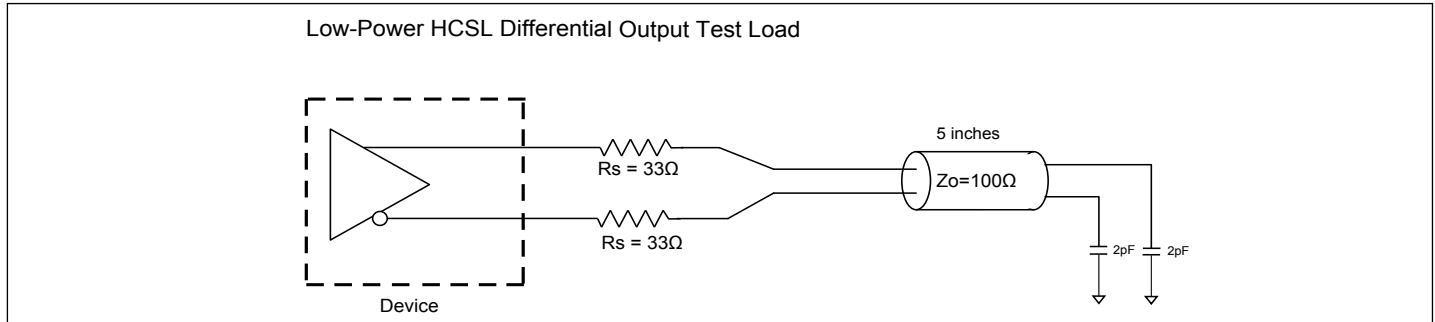 Low-Power HCSL Differential Output Test Load
5 inches
Rs = 33Ω
Zo=100Ω
Rs = 33Ω
2pF
2pF
Device